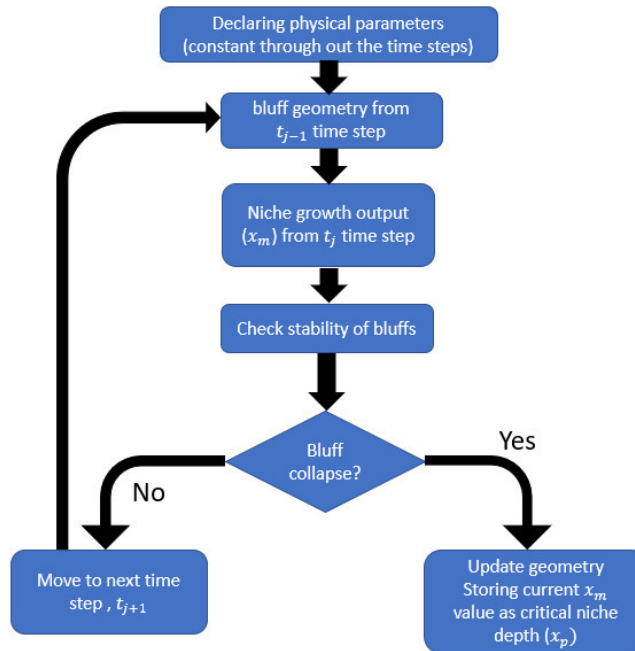 Declaring physical parameters
(constant through out the time steps)
bluff geometry from
$t_{j-1}$ time step
Niche growth output
($x_m$) from $t_j$ time step
Check stability of bluffs
Bluff
collapse?
Yes
No
Move to next time
step , $t_{j+1}$
Update geometry
Storing current $x_m$
value as critical niche
depth ($x_p$)